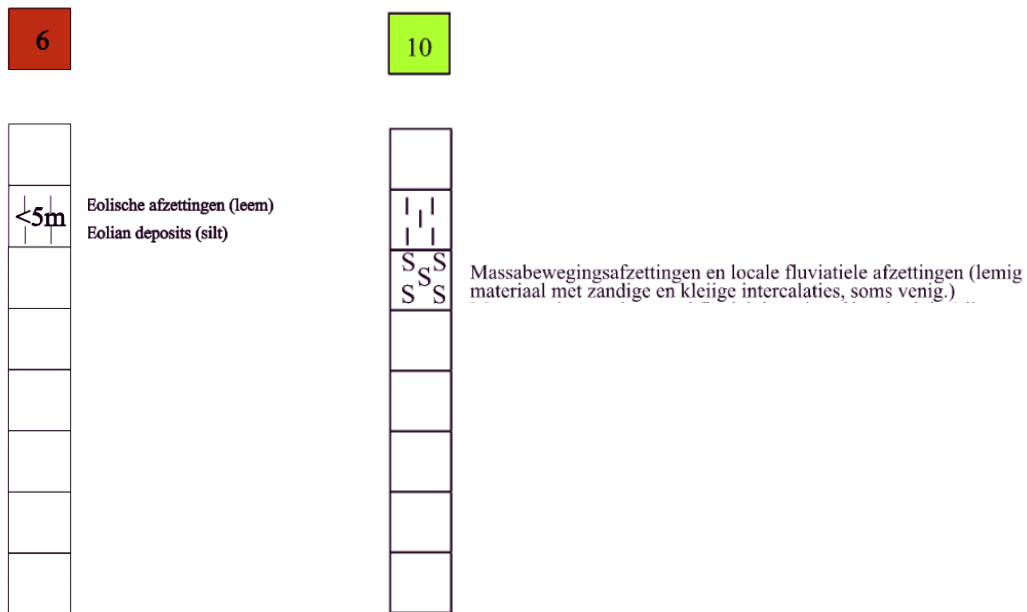 6
10
<5m
Eolische afzettingen (leem)
Eolian deposits (silt)
S S
S
S S
Massabewegingsafzettingen en locale fluviatiele afzettingen (lemig
materiaal met zandige en kleiige intercalaties, soms venig.)